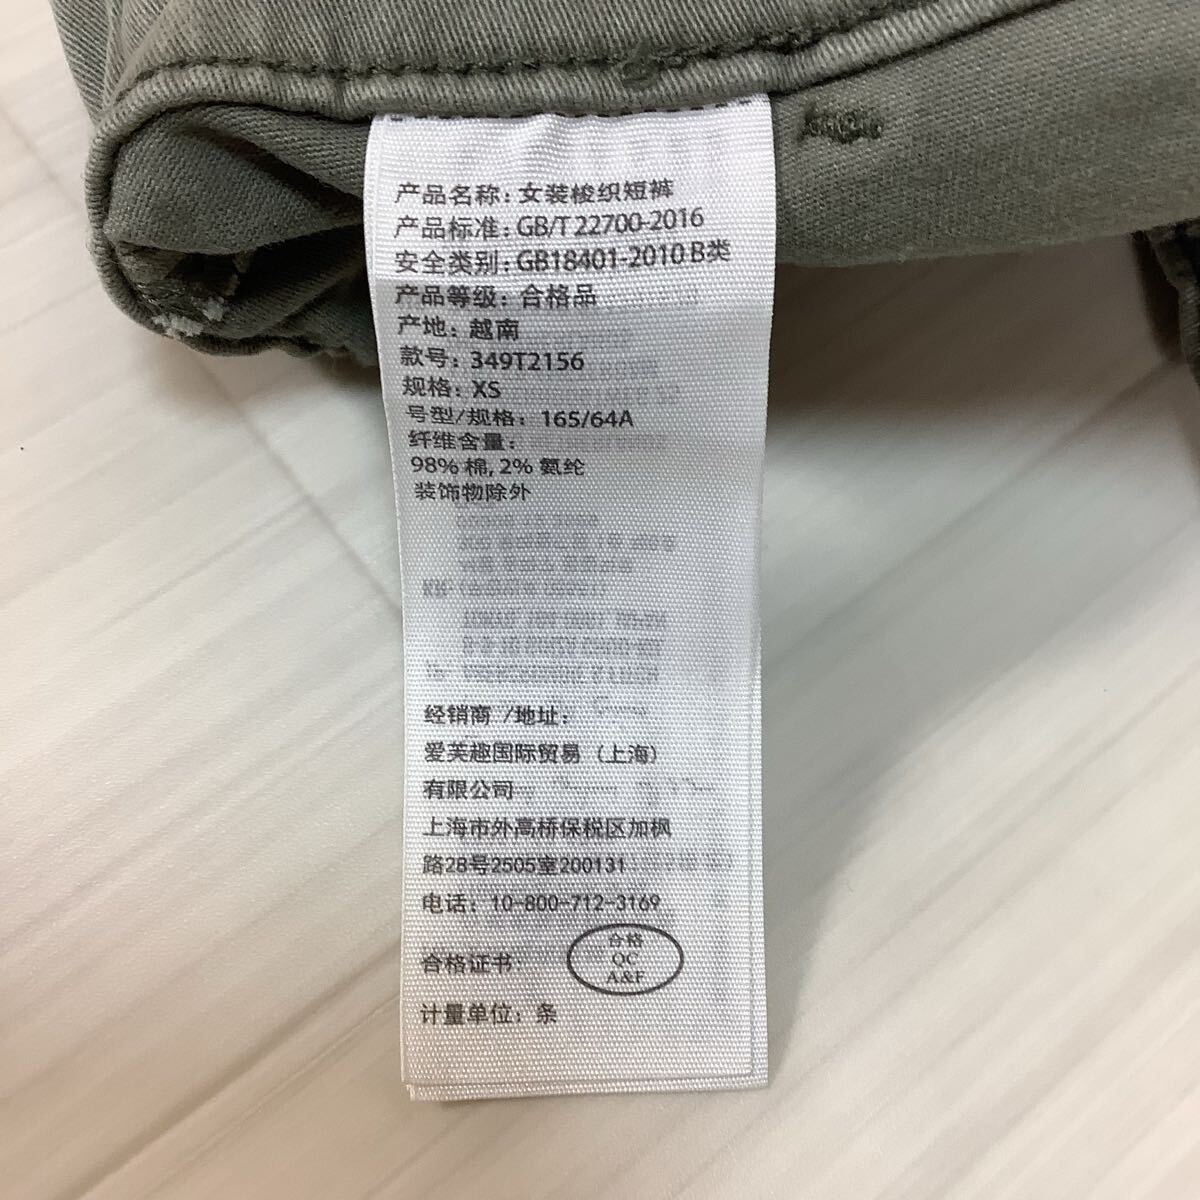 产品名称: 女装梭织短裤
产品标准: GB/T 22700-2016
安全类别: GB18401-2010 B类
产品等级: 合格品
产地: 越南
款号: 349T2156
规格: XS
号型/规格: 165/64A
纤维含量:
98% 棉, 2% 氨纶
装饰物除外
经销商 /地址:
爱芙趣国际贸易 (上海)
有限公司
上海市外高桥保税区加枫
路28号2505室200131
电话: 10-800-712-3169
合格
QC
合格证书:
A&F
计量单位: 条